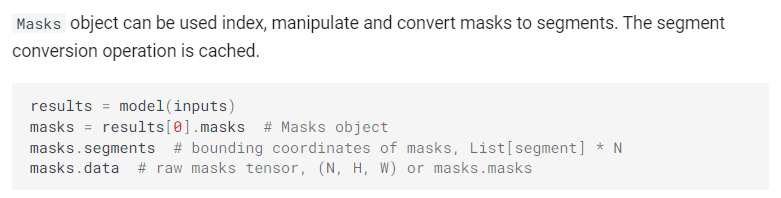 Masks object can be used index, manipulate and convert masks to segments. The segment
conversion operation is cached.
results = model(inputs)
masks = results[0].masks  # Masks object
masks.segments  # bounding coordinates of masks, List[segment] * N
masks.data  # raw masks tensor, (N, H, W) or masks.masks